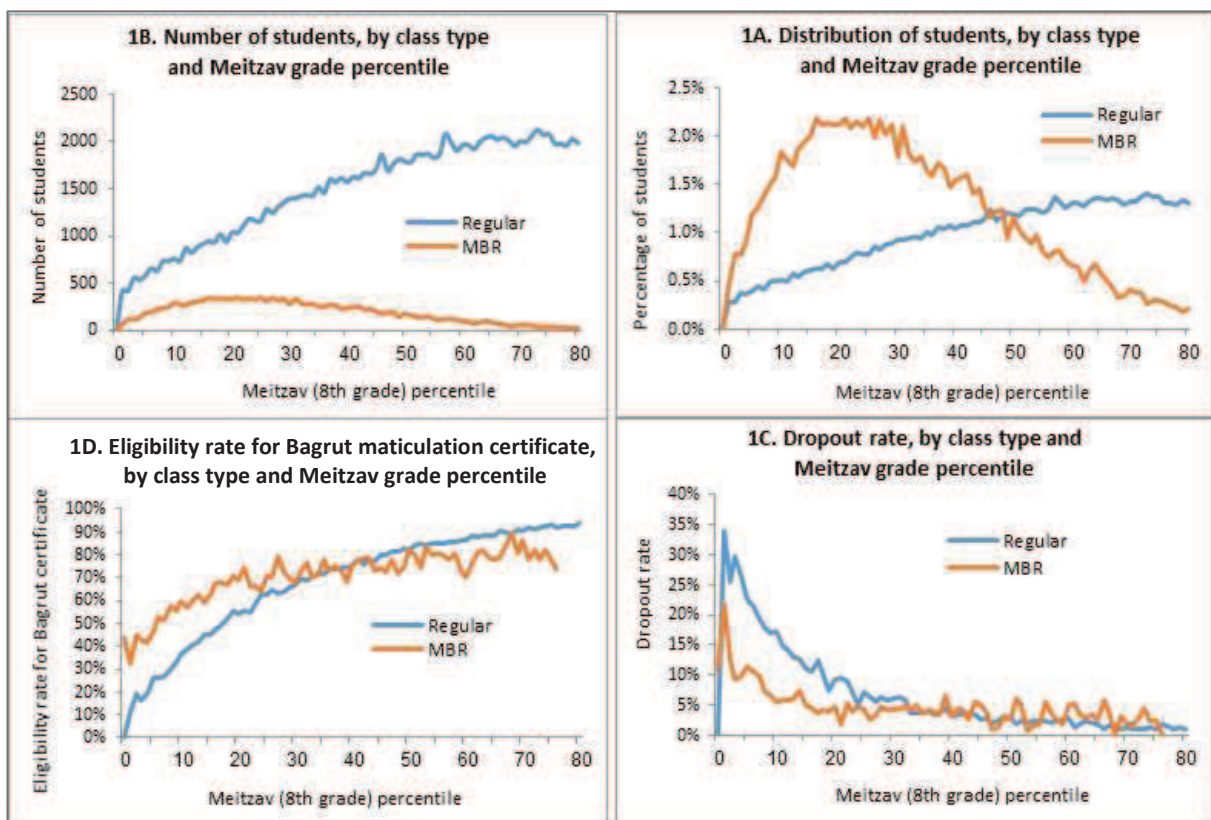 1B. Number of students, by class type
and Meitzav grade percentile
2500
2000
1500
1000
500
0
Number of students
Regular
MBR
0 10 20 30 40 50 60 70 80
Meitzav (8th grade) percentile
1A. Distribution of students, by class type
and Meitzav grade percentile
2.5%
2.0%
1.5%
1.0%
0.5%
0.0%
Percentage of students
Regular
MBR
0 10 20 30 40 50 60 70 80
Meitzav (8th grade) percentile
1D. Eligibility rate for Bagrut maticulation certificate,
by class type and Meitzav grade percentile
100%
90%
80%
70%
60%
50%
40%
30%
20%
10%
0%
Eligibility rate for Bagrut certificate
Regular
MBR
0 10 20 30 40 50 60 70 80
Meitzav (8th grade) percentile
1C. Dropout rate, by class type and
Meitzav grade percentile
40%
35%
30%
25%
20%
15%
10%
5%
0%
Dropout rate
Regular
MBR
0 10 20 30 40 50 60 70 80
Meitzav (8th grade) percentile